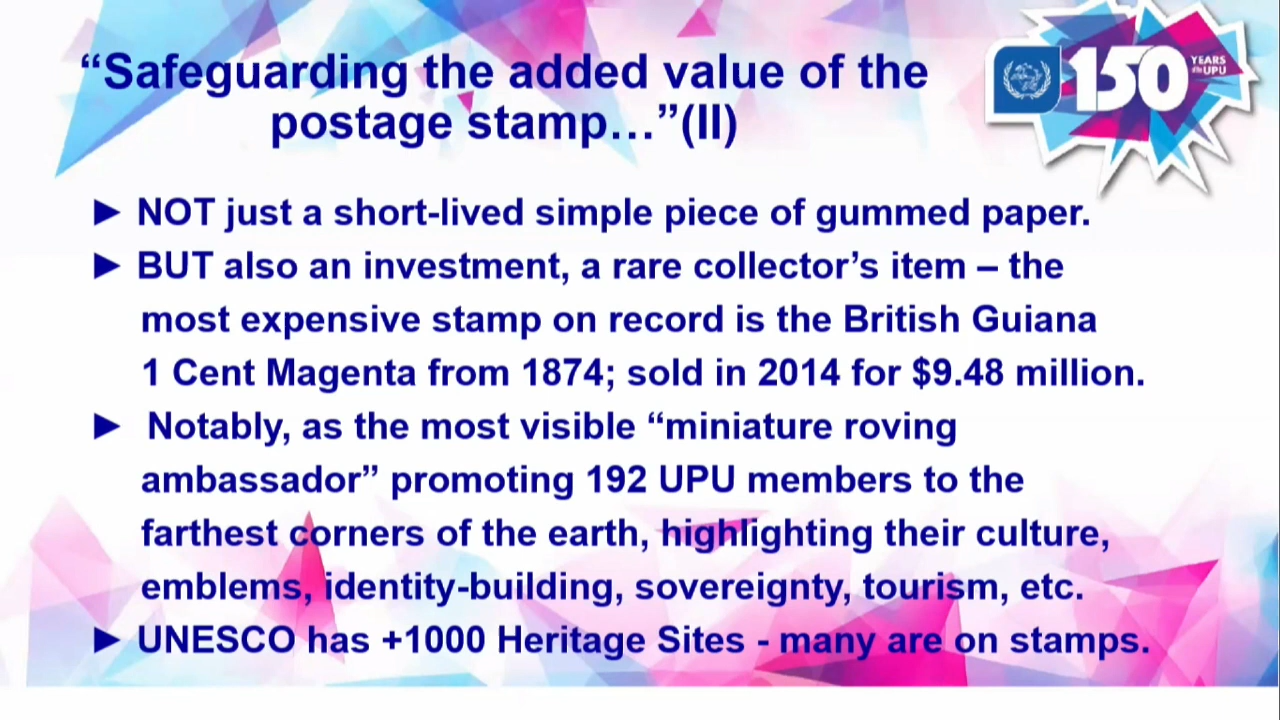 “Safeguarding the added value of the
postage stamp…”(II)
150
YEARS
of the UPU
► NOT just a short-lived simple piece of gummed paper.
► BUT also an investment, a rare collector’s item – the
most expensive stamp on record is the British Guiana
1 Cent Magenta from 1874; sold in 2014 for $9.48 million.
► Notably, as the most visible “miniature roving
ambassador” promoting 192 UPU members to the
farthest corners of the earth, highlighting their culture,
emblems, identity-building, sovereignty, tourism, etc.
► UNESCO has +1000 Heritage Sites - many are on stamps.